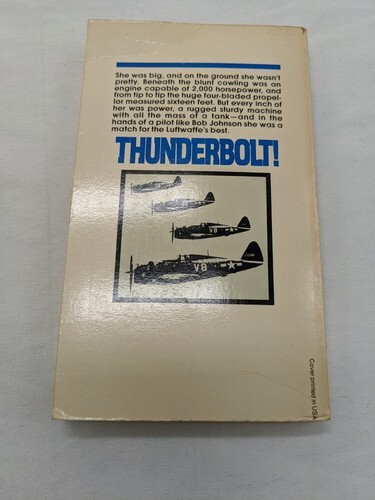 She was big, and on the ground she wasn't
pretty. Beneath the blunt cowling was an
engine capable of 2,000 horsepower, and
from tip to tip the huge four-bladed propel-
lor measured sixteen feet. But every inch of
her was power, a rugged sturdy machine
with all the mass of a tank—and in the
hands of a pilot like Bob Johnson she was a
match for the Luftwaffe's best.
THUNDERBOLT!
V8
V8
Cover printed in USA